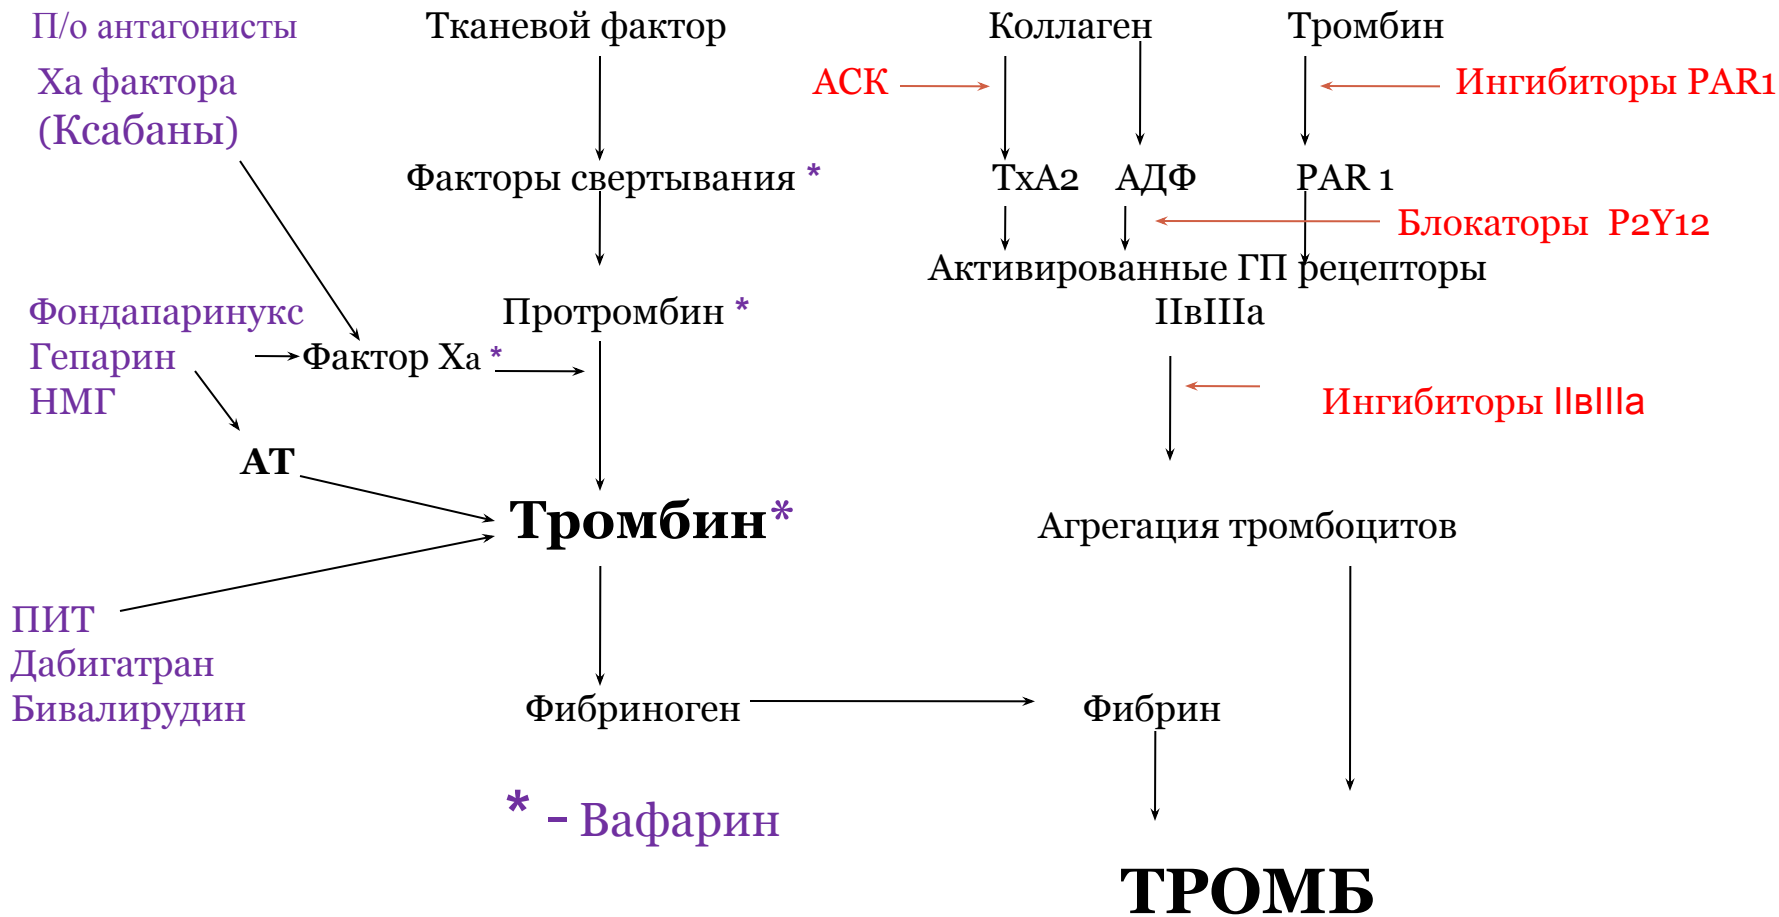 П/о антагонисты
Ха фактора
(Ксабаны)
Тканевой фактор
Коллаген
Тромбин
АСК
Ингибиторы PAR1
Факторы свертывания *
TxA2
АДФ
PAR 1
Блокаторы P2Y12
Активированные ГП рецепторы
IIвIIIа
Фондапаринукс
Гепарин
НМГ
Протромбин *
Фактор Ха *
Ингибиторы IIвIIIа
АТ
Тромбин*
Агрегация тромбоцитов
ПИТ
Дабигатран
Бивалирудин
Фибриноген
Фибрин
* - Вафарин
ТРОМБ